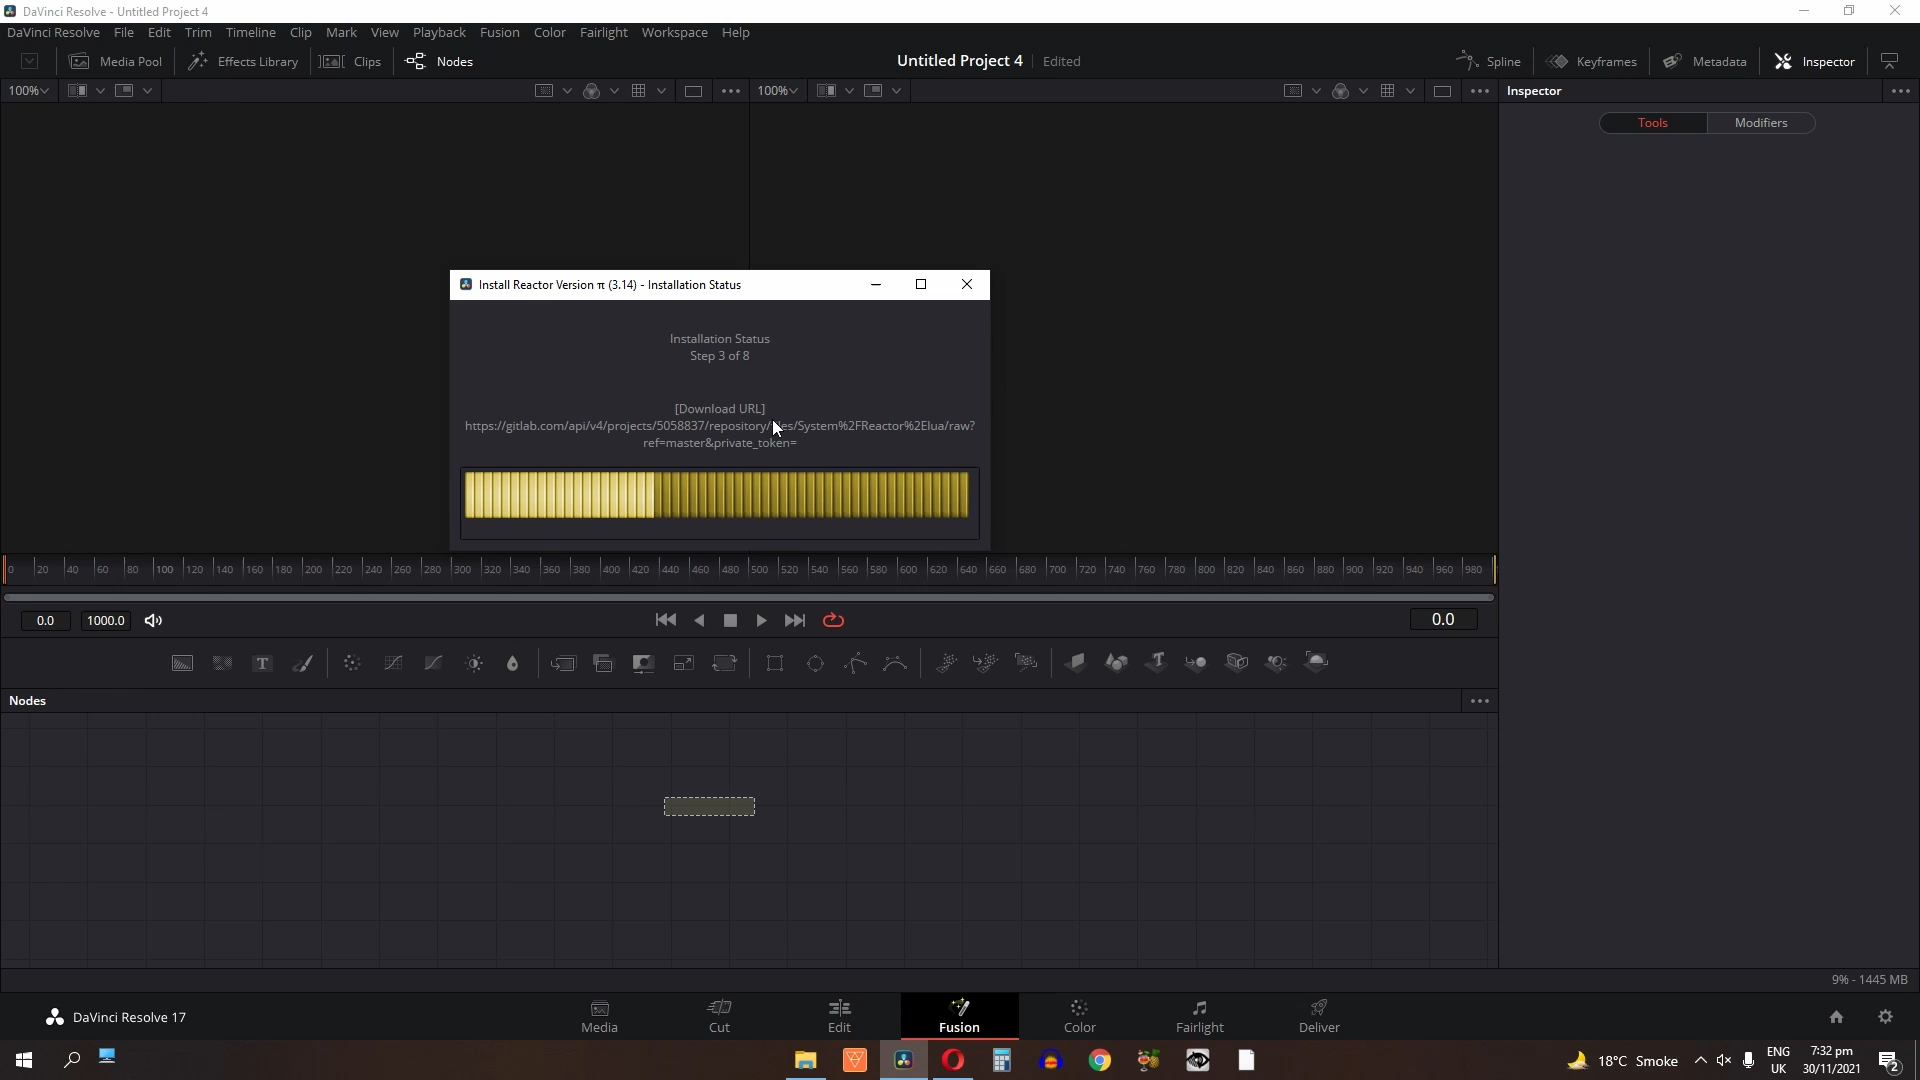 DaVinci Resolve - Untitled Project 4
DaVinci Resolve File Edit Trim Timeline Clip Mark View Playback Fusion Color Fairlight Workspace Help
Media Pool Effects Library Clips Nodes Untitled Project 4 Edited Spline Keyframes Metadata Inspector
100% 100% Inspector
Tools Modifiers
Install Reactor Version π (3.14) - Installation Status
Installation Status
Step 3 of 8
[Download URL]
https://gitlab.com/api/v4/projects/5058837/repository/ es/System%2FReactor%2Elua/raw?
ref=master&private_token=
0 20 40 60 80 100 120 140 160 180 200 220 240 260 280 300 320 340 360 380 400 420 440 460 480 500 520 540 560 580 600 620 640 660 680 700 720 740 760 780 800 820 840 860 880 900 920 940 960 980
0.0 1000.0 0.0
T T
Nodes
9% - 1445 MB
DaVinci Resolve 17 Media Cut Edit Fusion Color Fairlight Deliver
18°C Smoke ENG
UK
7:32 pm
30/11/2021
2